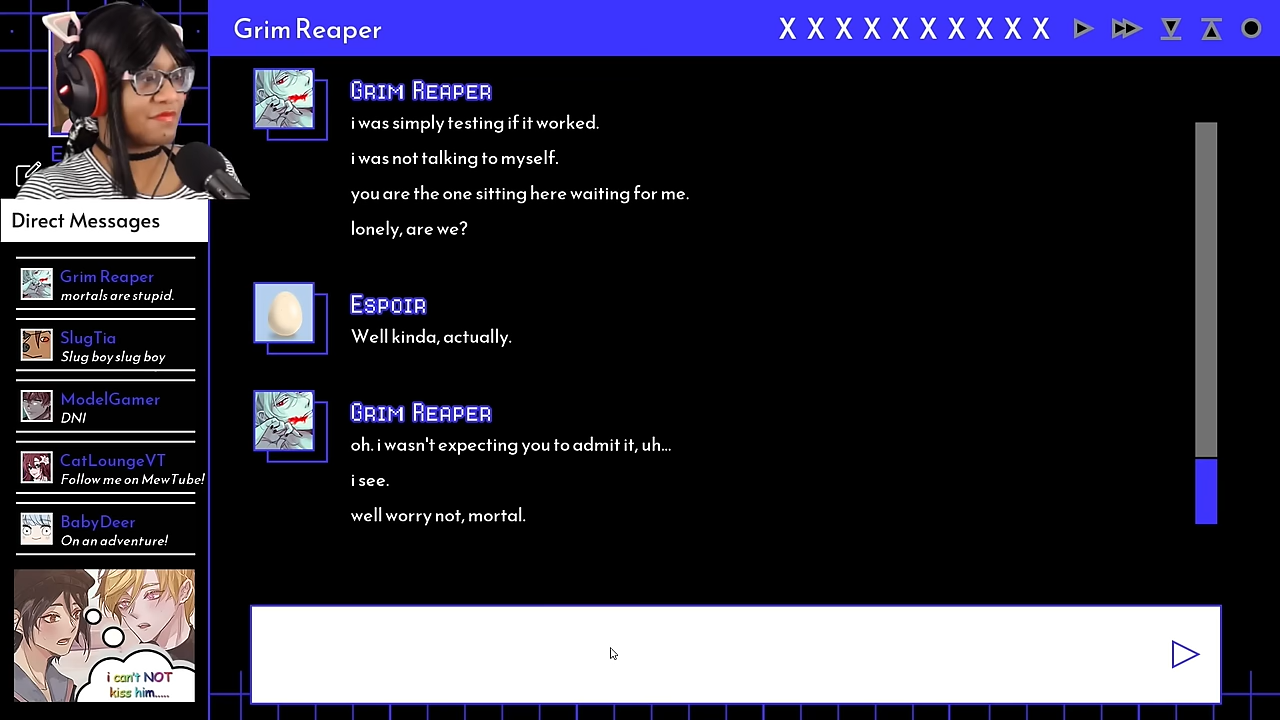 Grim Reaper
X X X X X X X X X X
E
Direct Messages
Grim Reaper
mortals are stupid.
SlugTia
Slug boy slug boy
ModelGamer
DNI
CatLoungeVT
Follow me on MewTube!
BabyDeer
On an adventure!
i can't NOT
kiss him.....
Grim Reaper
i was simply testing if it worked.
i was not talking to myself.
you are the one sitting here waiting for me.
lonely, are we?
Espoir
Well kinda, actually.
Grim Reaper
oh. i wasn't expecting you to admit it, uh...
i see.
well worry not, mortal.